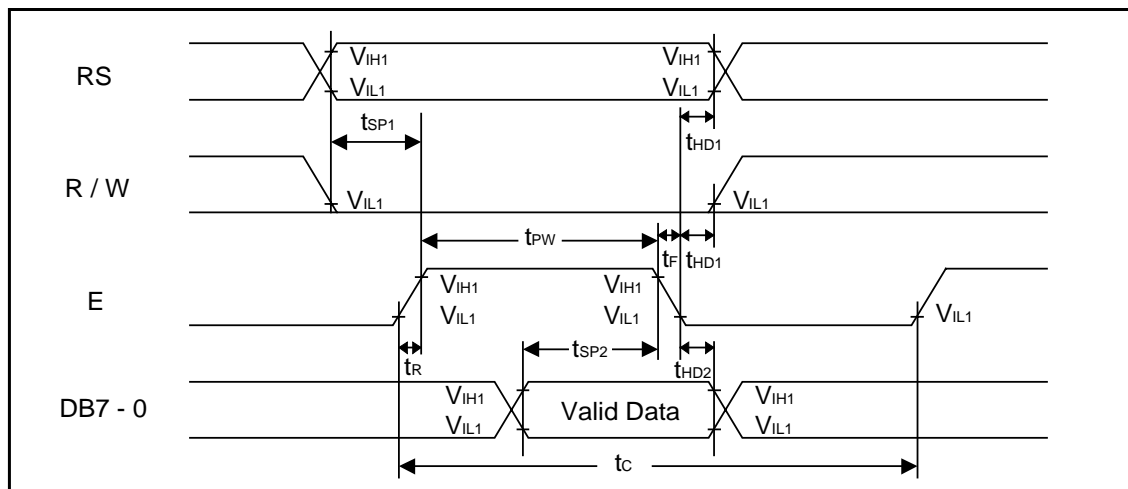 RS
VIH1 VIH1
VIL1 VIL1
tSP1
tHD1
R / W
VIL1 VIL1
tPW tF tHD1
E
VIH1 VIH1
VIL1 VIL1 VIL1
tR tSP2 tHD2
DB7 - 0
VIH1 VIH1
Valid Data
VIL1 VIL1
tC